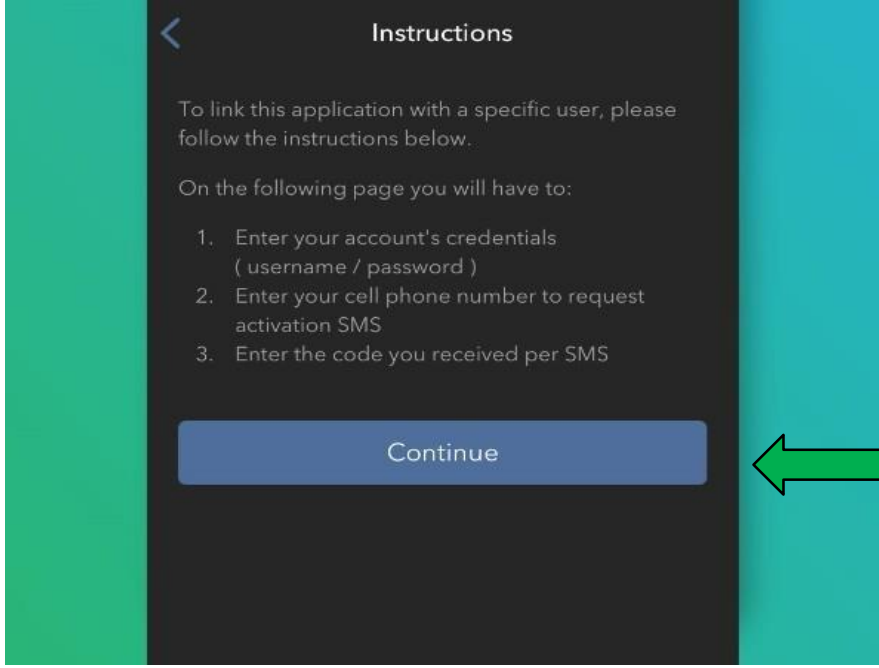 Instructions
To link this application with a specific user, please
follow the instructions below.
On the following page you will have to:
1. Enter your account's credentials
( username / password )
2. Enter your cell phone number to request
activation SMS
3. Enter the code you received per SMS
Continue